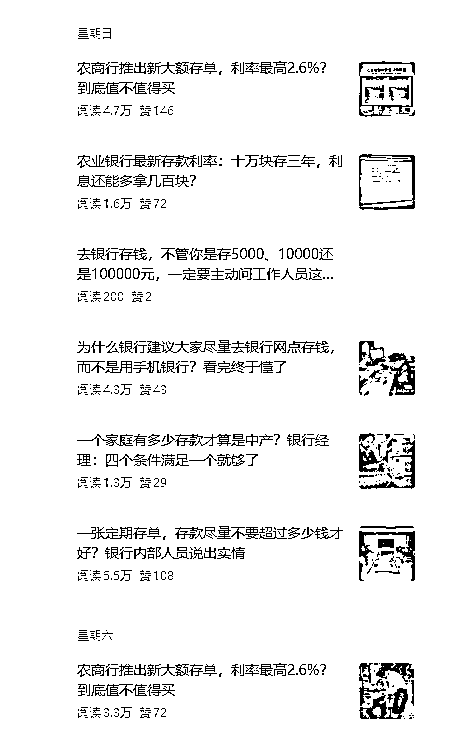 星期日
农商行推出新大额存单，利率最高2.6%？
到底值不值得买
阅读4.7万 赞146
农业银行最新存款利率：十万块存三年，利
息还能多拿几百块？
阅读1.6万 赞72
去银行存钱，不管你是存5000、10000还
是100000元，一定要主动问工作人员这...
阅读200 赞2
为什么银行建议大家尽量去银行网点存钱，
而不是用手机银行？看完终于懂了
阅读4.3万 赞43
一个家庭有多少存款才算是中产？银行经
理：四个条件满足一个就够了
阅读1.3万 赞29
一张定期存单，存款尽量不要超过多少钱才
好？银行内部人员说出实情
阅读5.5万 赞108
星期六
农商行推出新大额存单，利率最高2.6%？
到底值不值得买
阅读3.3万 赞72